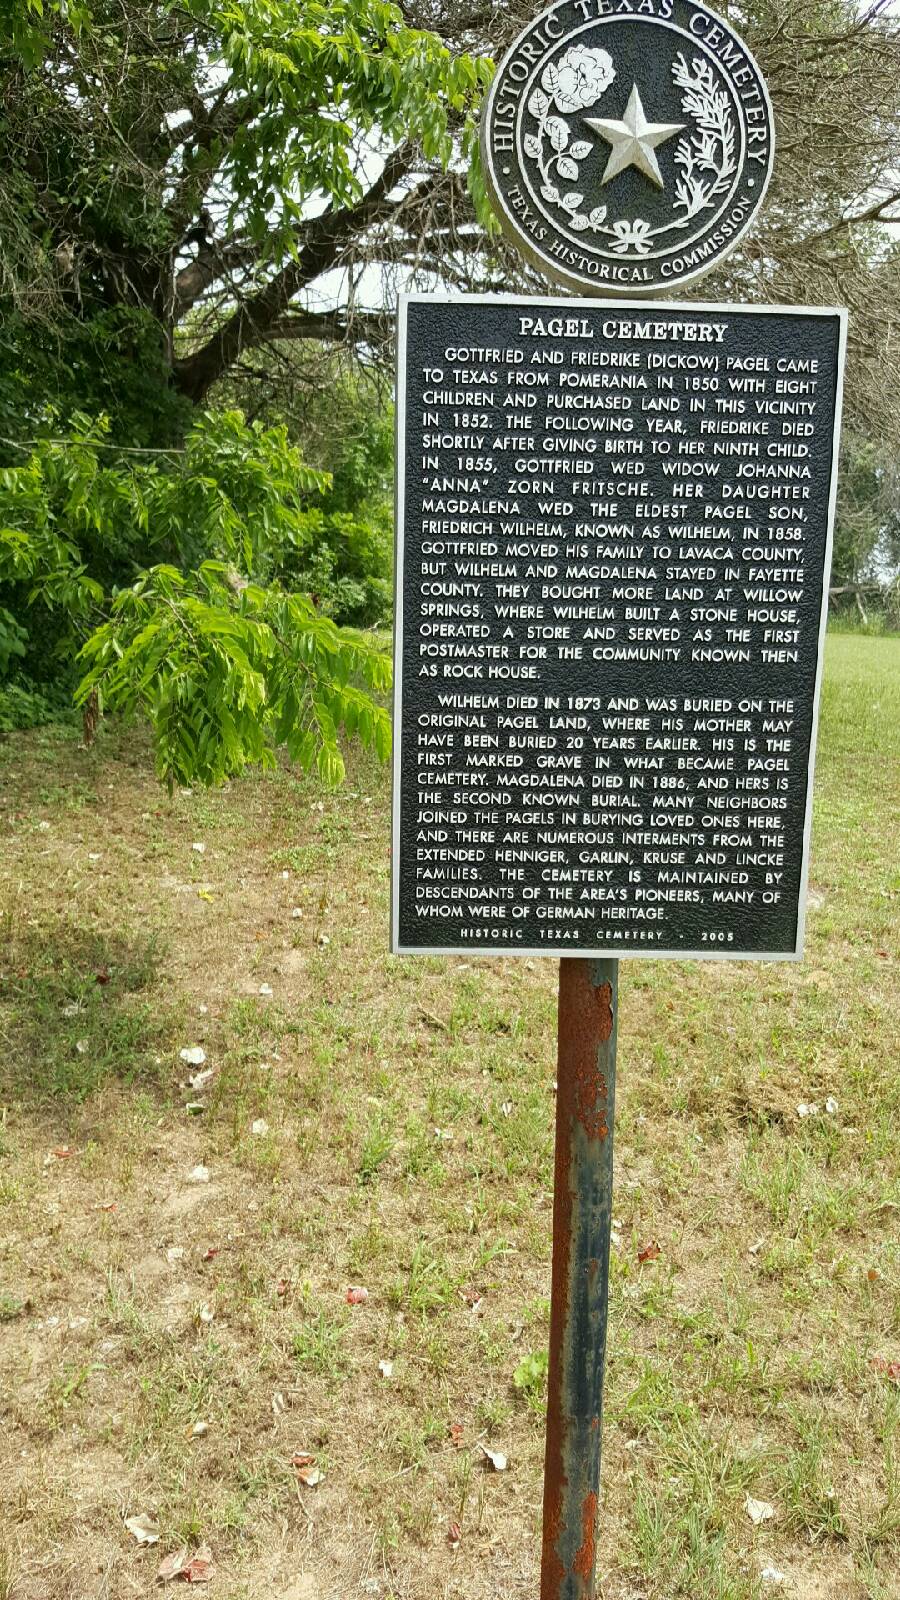 HISTORIC TEXAS CEMETERY
TEXAS HISTORICAL COMMISSION
PAGEL CEMETERY
GOTTFRIED AND FRIEDRIKE (DICKOW) PAGEL CAME
TO TEXAS FROM POMERANIA IN 1850 WITH EIGHT
CHILDREN AND PURCHASED LAND IN THIS VICINITY
IN 1852. THE FOLLOWING YEAR, FRIEDRIKE DIED
SHORTLY AFTER GIVING BIRTH TO HER NINTH CHILD.
IN 1855, GOTTFRIED WED WIDOW JOHANNA
"ANNA" ZORN FRITSCHE. HER DAUGHTER
MAGDALENA WED THE ELDEST PAGEL SON,
FRIEDRICH WILHELM, KNOWN AS WILHELM, IN 1858.
GOTTFRIED MOVED HIS FAMILY TO LAVACA COUNTY,
BUT WILHELM AND MAGDALENA STAYED IN FAYETTE
COUNTY. THEY BOUGHT MORE LAND AT WILLOW
SPRINGS, WHERE WILHELM BUILT A STONE HOUSE,
OPERATED A STORE AND SERVED AS THE FIRST
POSTMASTER FOR THE COMMUNITY KNOWN THEN
AS ROCK HOUSE.
WILHELM DIED IN 1873 AND WAS BURIED ON THE
ORIGINAL PAGEL LAND, WHERE HIS MOTHER MAY
HAVE BEEN BURIED 20 YEARS EARLIER. HIS IS THE
FIRST MARKED GRAVE IN WHAT BECAME PAGEL
CEMETERY. MAGDALENA DIED IN 1886, AND HERS IS
THE SECOND KNOWN BURIAL. MANY NEIGHBORS
JOINED THE PAGELS IN BURYING LOVED ONES HERE,
AND THERE ARE NUMEROUS INTERMENTS FROM THE
EXTENDED HENNIGER, GARLIN, KRUSE AND LINCKE
FAMILIES. THE CEMETERY IS MAINTAINED BY
DESCENDANTS OF THE AREA'S PIONEERS, MANY OF
WHOM WERE OF GERMAN HERITAGE.
HISTORIC TEXAS CEMETERY - 2005